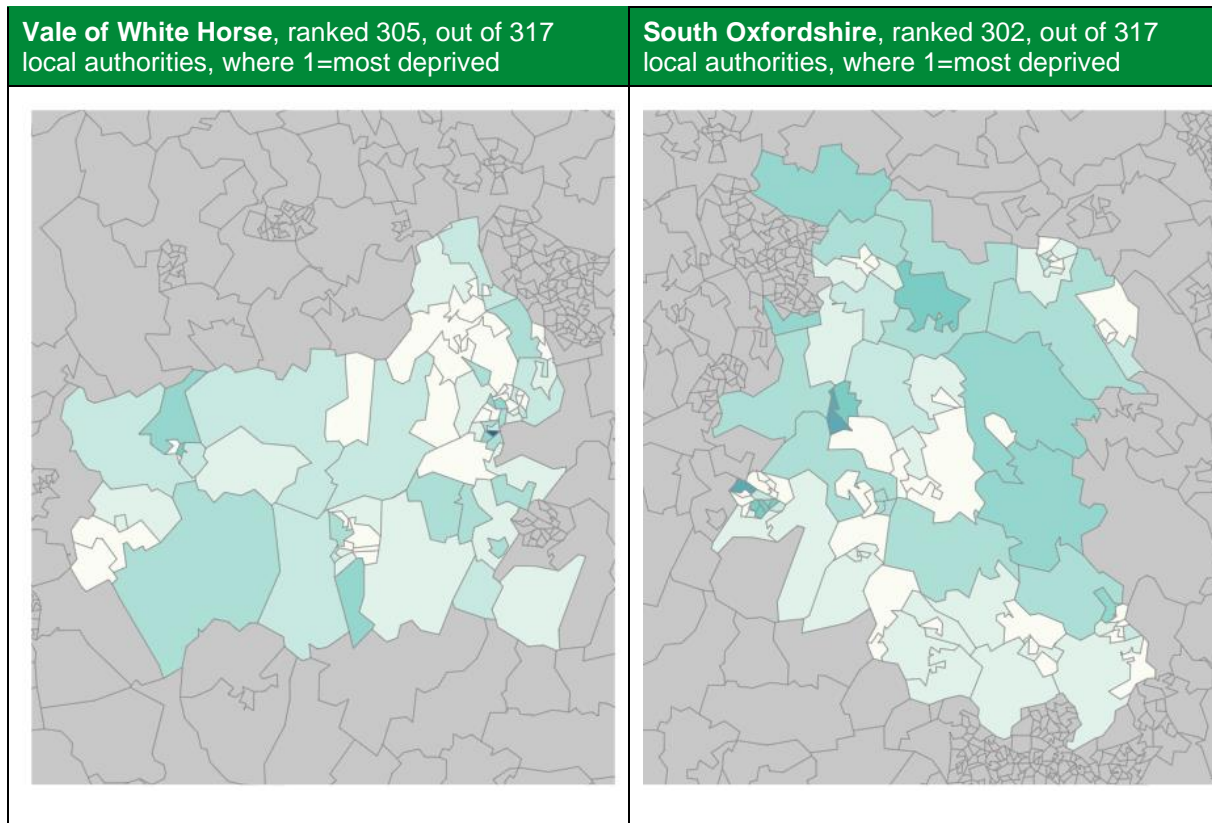 Vale of White Horse, ranked 305, out of 317
local authorities, where 1=most deprived
South Oxfordshire, ranked 302, out of 317
local authorities, where 1=most deprived